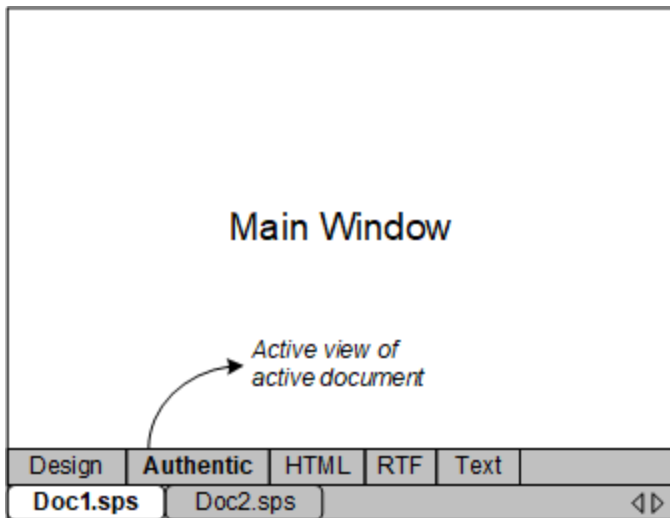 Main Window
Active view of
active document
Design Authentic HTML RTF Text
Doc1.sps Doc2.sps